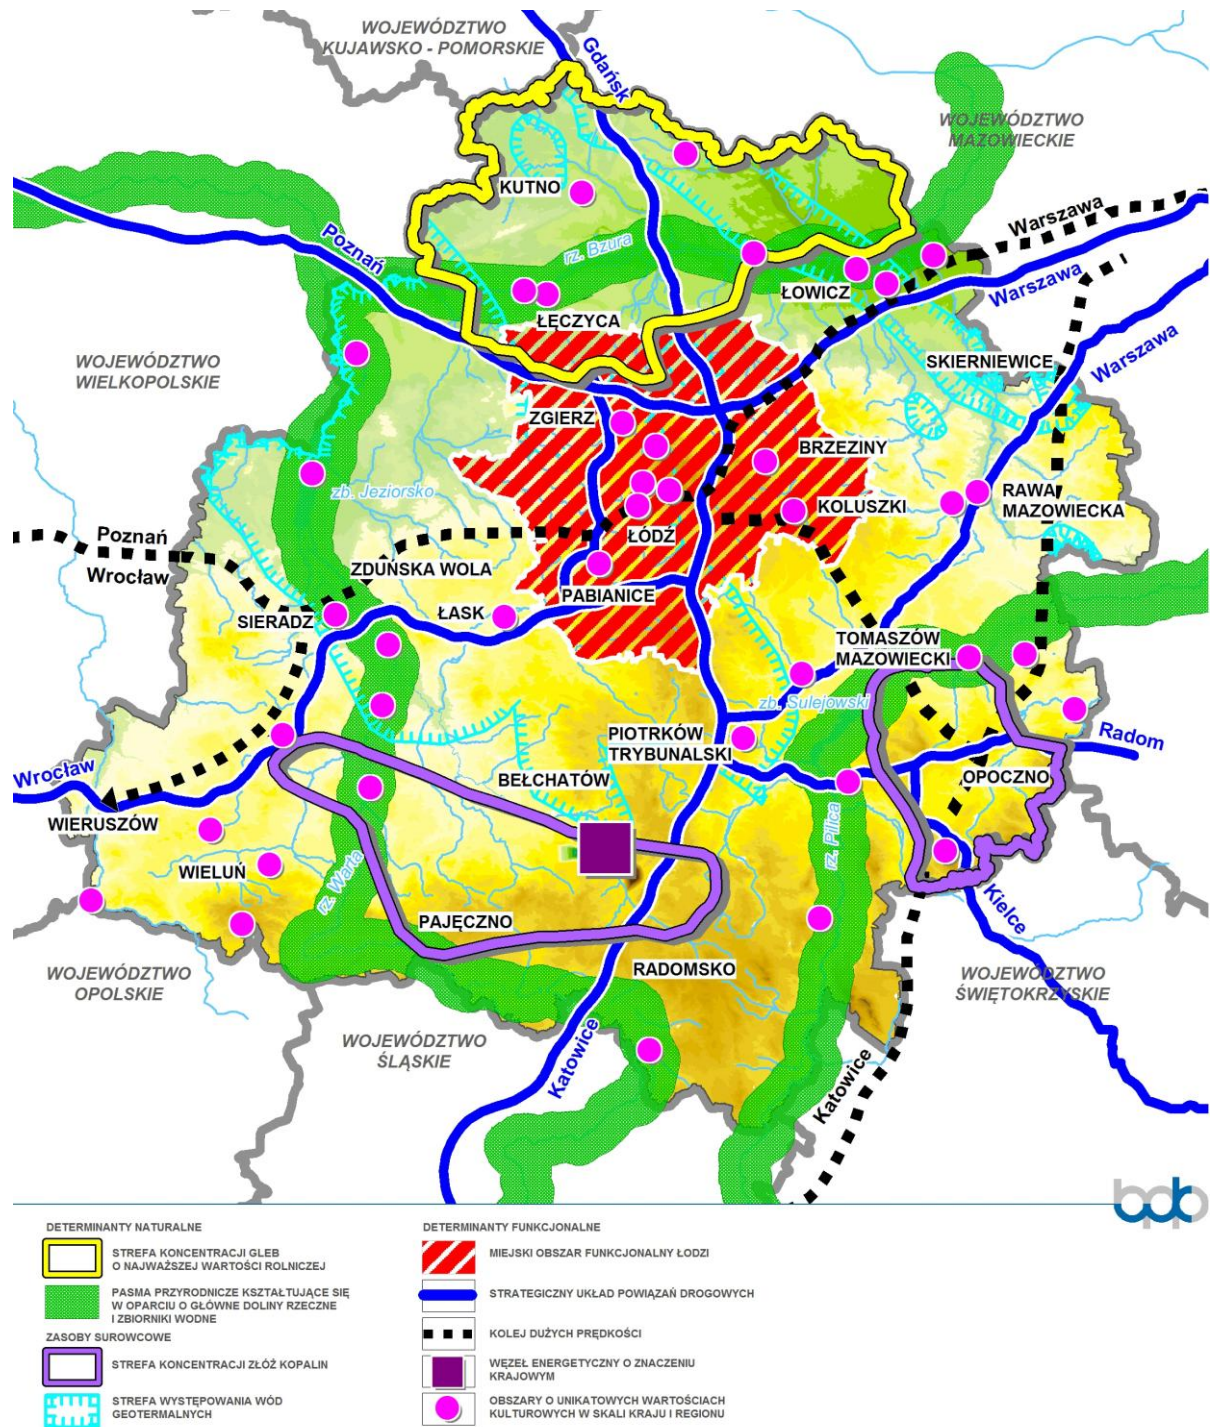 WOJEWÓDZTWO
KUJAWSKO - POMORSKIE
Gdańsk
WOJEWÓDZTWO
MAZOWIECKIE
KUTNO
Warszawa
Poznań
rz. Bzura
Warszawa
ŁOWICZ
ŁĘCZYCA
Warszawa
WOJEWÓDZTWO
WIELKOPOLSKIE
SKIERNIEWICE
ZGIERZ
BRZEZINY
zb. Jeziorsko
RAWA
MAZOWIECKA
KOLUSZKI
Poznań
Wrocław
ŁÓDŹ
ZDUŃSKA WOLA
PABIANICE
SIERADZ
ŁASK
TOMASZÓW
MAZOWIECKI
zb. Sulejowski
PIOTRKÓW
TRYBUNALSKI
Radom
Wrocław
BEŁCHATÓW
OPOCZNO
WIERUSZÓW
rz. Pilica
WIELUŃ
rz. Warta
PAJĘCZNO
Kielce
RADOMSKO
WOJEWÓDZTWO
OPOLSKIE
WOJEWÓDZTWO
ŚWIĘTOKRZYSKIE
WOJEWÓDZTWO
ŚLĄSKIE
Katowice
Katowice
bpp
DETERMINANTY NATURALNE
STREFA KONCENTRACJI GLEB
O NAJWAŻSZEJ WARTOŚCI ROLNICZEJ
PASMA PRZYRODNICZE KSZTAŁTUJĄCE SIĘ
W OPARCIU O GŁÓWNE DOLINY RZECZNE
I ZBIORNIKI WODNE
ZASOBY SUROWCOWE
STREFA KONCENTRACJI ZŁÓŻ KOPALIN
STREFA WYSTĘPOWANIA WÓD
GEOTERMALNYCH
DETERMINANTY FUNKCJONALNE
MIEJSKI OBSZAR FUNKCJONALNY ŁODZI
STRATEGICZNY UKŁAD POWIĄZAŃ DROGOWYCH
KOLEJ DUŻYCH PRĘDKOŚCI
WĘZEŁ ENERGETYCZNY O ZNACZENIU
KRAJOWYM
OBSZARY O UNIKATOWYCH WARTOŚCIACH
KULTUROWYCH W SKALI KRAJU I REGIONU